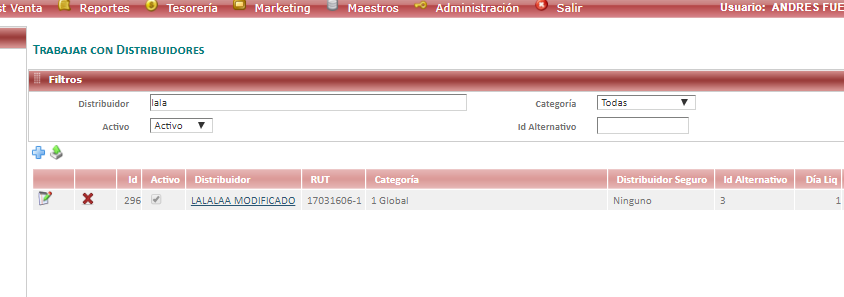 st Venta Reportes Tesorería Marketing Maestros Administración Salir Usuario: ANDRES FUE
TRABAJAR CON DISTRIBUIDORES
Filtros
Distribuidor lala Categoría Todas
Activo Activo Id Alternativo
Id Activo Distribuidor RUT Categoría Distribuidor Seguro Id Alternativo Día Liq
296 LALALAA MODIFICADO 17031606-1 1 Global Ninguno 3 1